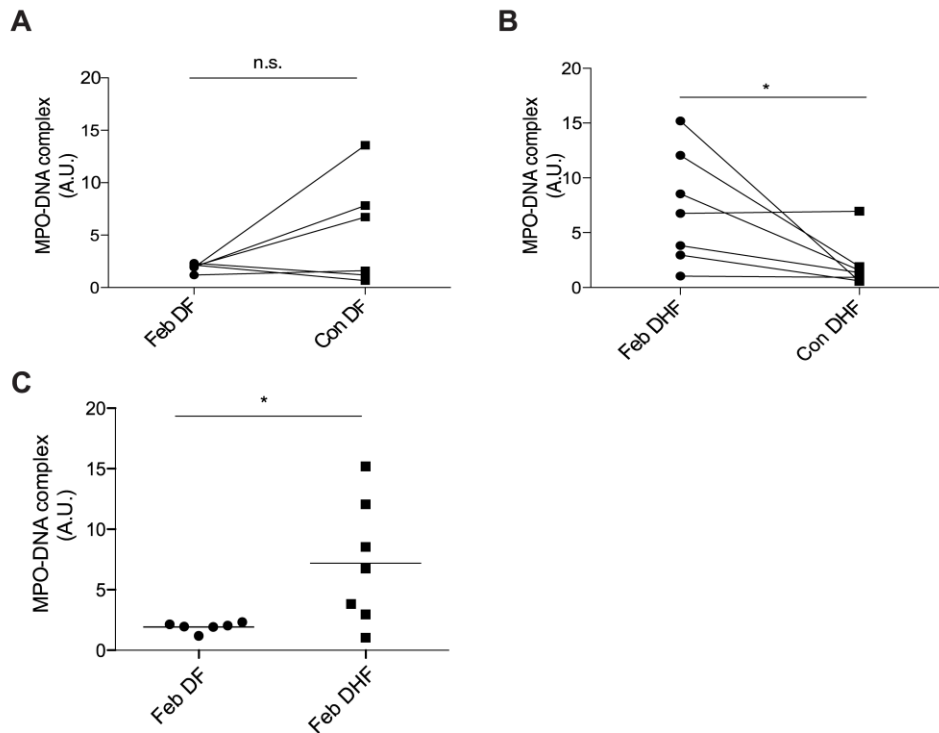 A
n.s.
MPO-DNA complex
(A.U.)
20
15
10
5
0
Feb DF
Con DF
B
*
MPO-DNA complex
(A.U.)
20
15
10
5
0
Feb DHF
Con DHF
C
*
MPO-DNA complex
(A.U.)
20
15
10
5
0
Feb DF
Feb DHF